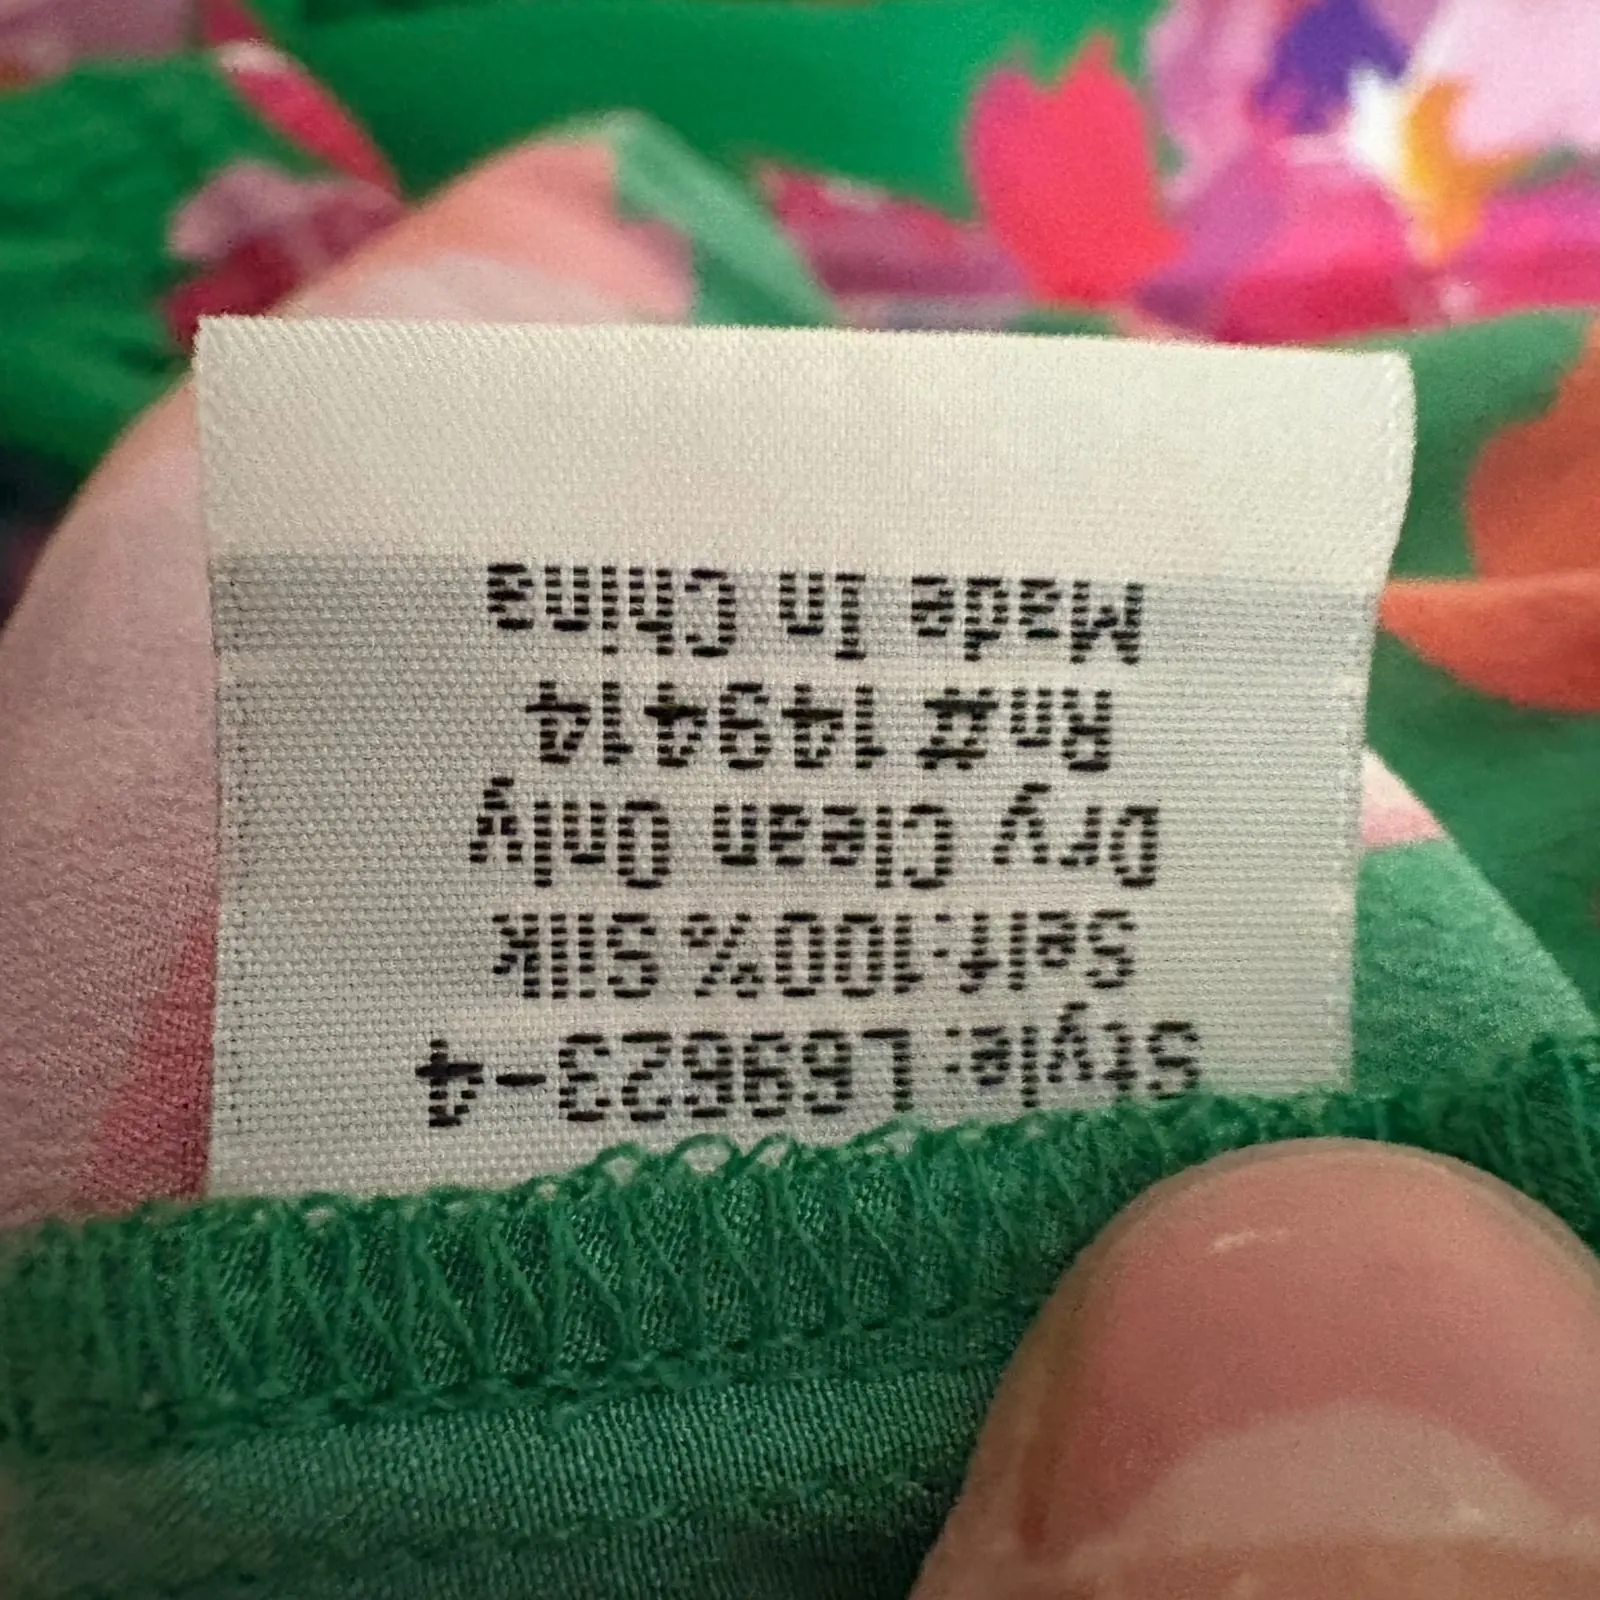 Style: L69623-4
Self:100% Silk
Dry Clean Only
Rn# 149414
Made In China